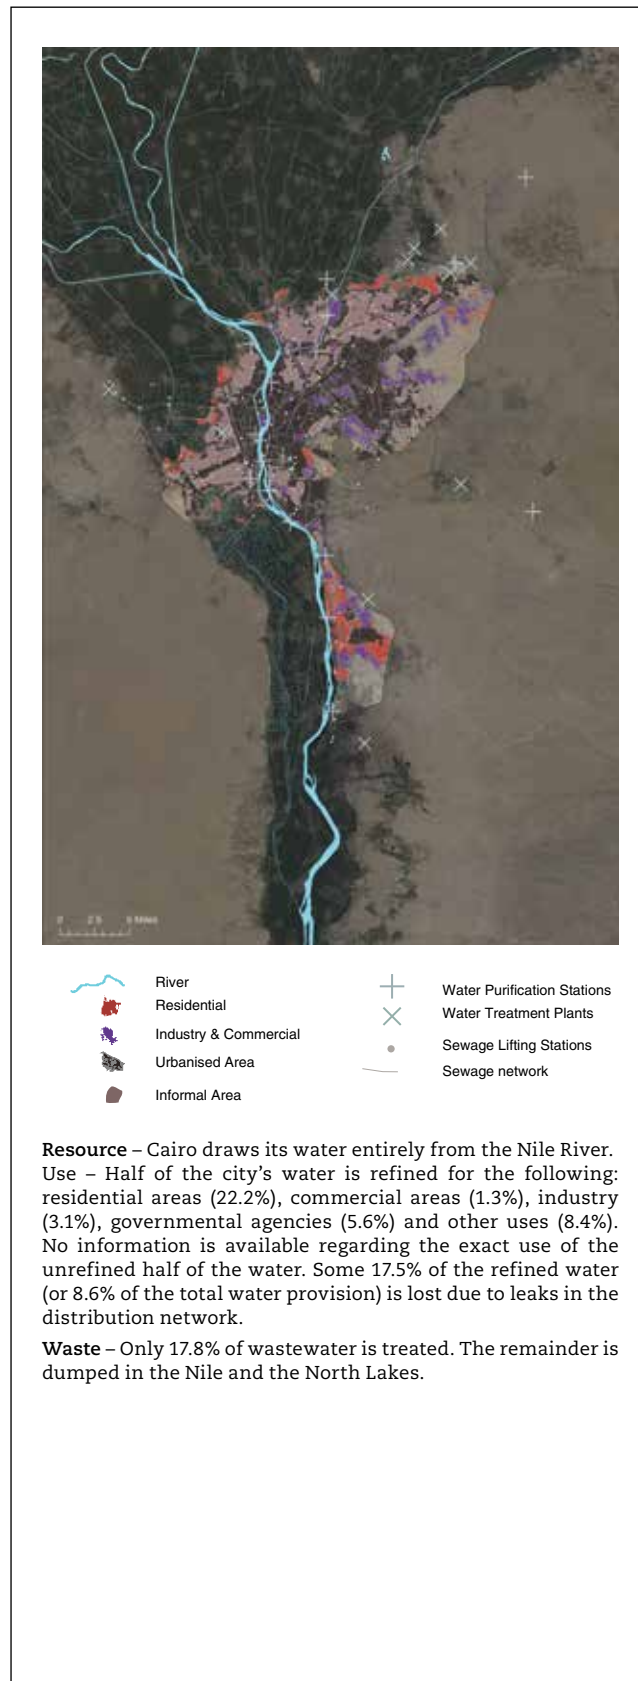 0 2.5 5 Miles
River
Residential
Industry & Commercial
Urbanised Area
Informal Area
Water Purification Stations
Water Treatment Plants
Sewage Lifting Stations
Sewage network
Resource – Cairo draws its water entirely from the Nile River.
Use – Half of the city’s water is refined for the following:
residential areas (22.2%), commercial areas (1.3%), industry
(3.1%), governmental agencies (5.6%) and other uses (8.4%).
No information is available regarding the exact use of the
unrefined half of the water. Some 17.5% of the refined water
(or 8.6% of the total water provision) is lost due to leaks in the
distribution network.
Waste – Only 17.8% of wastewater is treated. The remainder is
dumped in the Nile and the North Lakes.